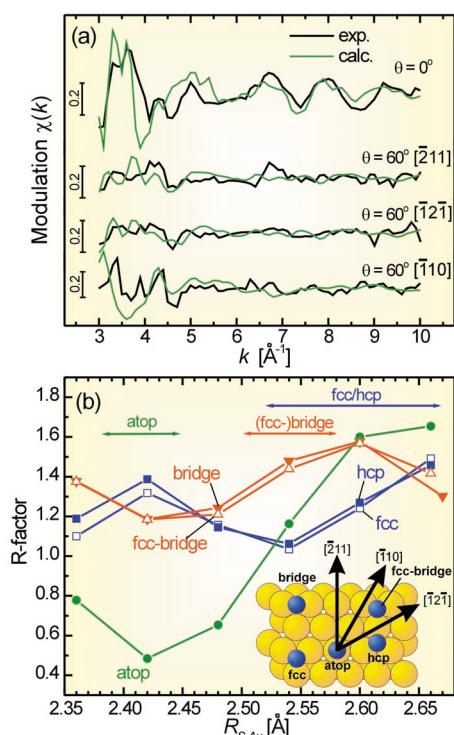 (a)
exp.
calc.
θ = 0°
θ = 60° [2̄11]
θ = 60° [1̄21̄]
θ = 60° [1̄10]
0.2
0.2
0.2
0.2
Modulation χ(k)
3 4 5 6 7 8 9 10
k [Å⁻¹]
(b)
fcc/hcp
(fcc-)bridge
atop
bridge
fcc-bridge
hcp
fcc
atop
1.8
1.6
1.4
1.2
1.0
0.8
0.6
0.4
R-factor
[2̄11]
[1̄10]
fcc-bridge
bridge
[1̄21̄]
fcc
atop
hcp
2.35 2.40 2.45 2.50 2.55 2.60 2.65
[Å]